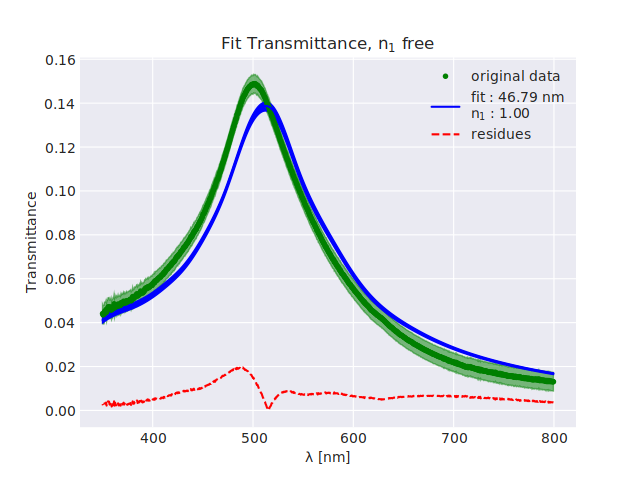 Fit Transmittance, n₁ free
original data
fit : 46.79 nm
n₁ : 1.00
residues
Transmittance
0.16
0.14
0.12
0.10
0.08
0.06
0.04
0.02
0.00
400
500
600
700
800
λ [nm]